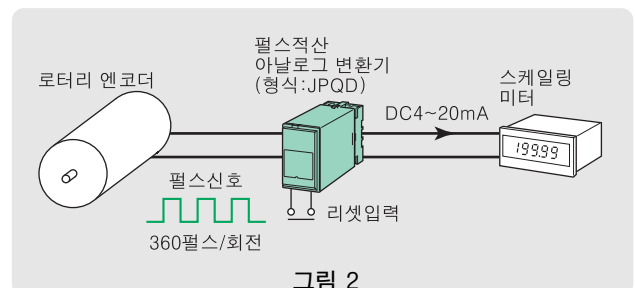 펄스적산
아날로그 변환기
(형식:JPQD)
로터리 엔코더
스케일링
미터
DC4~20mA
199.99
펄스신호
리셋입력
360펄스/회전
그림 2